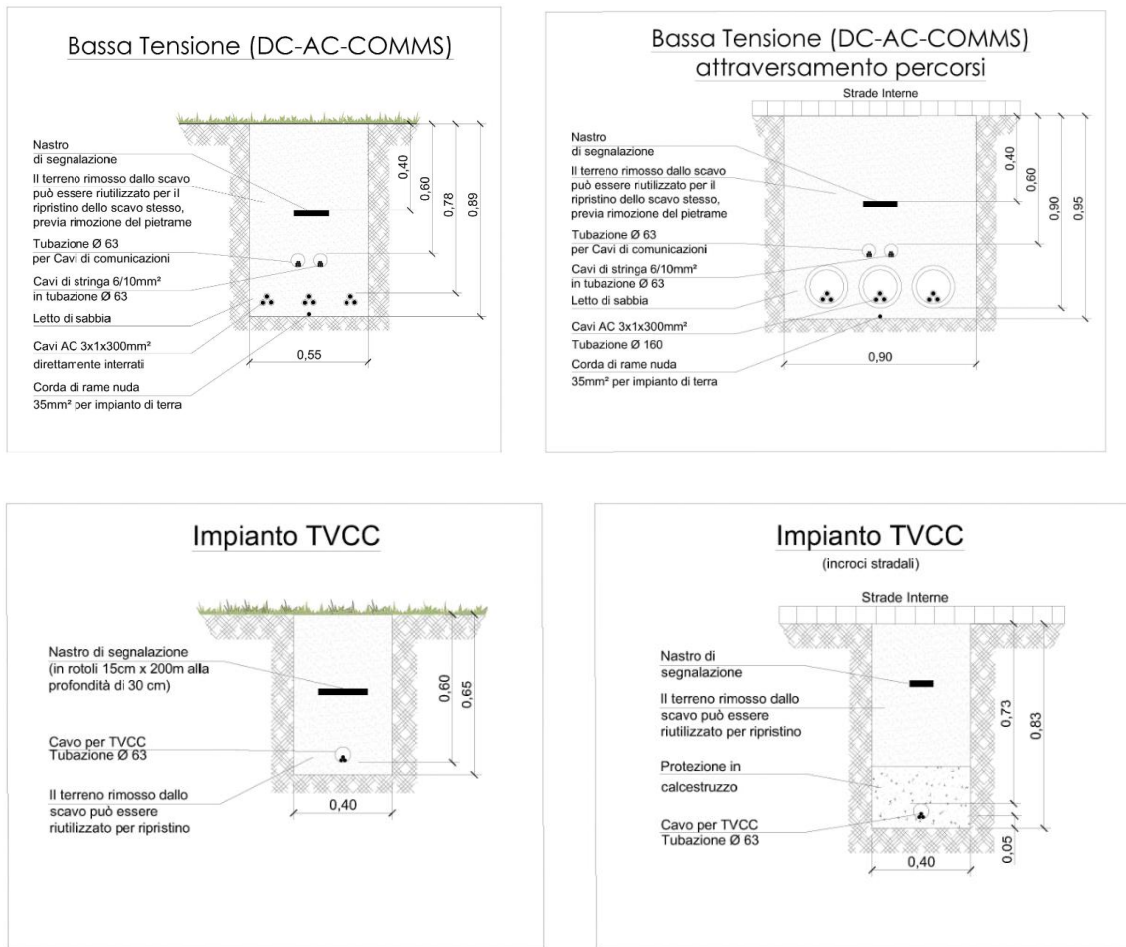 Bassa Tensione (DC-AC-COMMS)
Nastro
di segnalazione
Il terreno rimosso dallo scavo
può essere riutilizzato per il
ripristino dello scavo stesso,
previa rimozione del pietrame
Tubazione Ø 63
per Cavi di comunicazioni
Cavi di stringa 6/10mm²
in tubazione Ø 63
Letto di sabbia
Cavi AC 3x1x300mm²
direttamente interrati
Corda di rame nuda
35mm² per impianto di terra
0,40
0,60
0,78
0,89
0,55
Bassa Tensione (DC-AC-COMMS)
attraversamento percorsi
Strade Interne
Nastro
di segnalazione
Il terreno rimosso dallo scavo
può essere riutilizzato per il
ripristino dello scavo stesso,
previa rimozione del pietrame
Tubazione Ø 63
per Cavi di comunicazioni
Cavi di stringa 6/10mm²
in tubazione Ø 63
Letto di sabbia
Cavi AC 3x1x300mm²
Tubazione Ø 160
Corda di rame nuda
35mm² per impianto di terra
0,40
0,60
0,90
0,95
0,90
Impianto TVCC
Nastro di segnalazione
(in rotoli 15cm x 200m alla
profondità di 30 cm)
Cavo per TVCC
Tubazione Ø 63
Il terreno rimosso dallo
scavo può essere
riutilizzato per ripristino
0,60
0,65
0,40
Impianto TVCC
(incroci stradali)
Strade Interne
Nastro di
segnalazione
Il terreno rimosso dallo
scavo può essere
riutilizzato per ripristino
Protezione in
calcestruzzo
Cavo per TVCC
Tubazione Ø 63
0,73
0,83
0,05
0,40